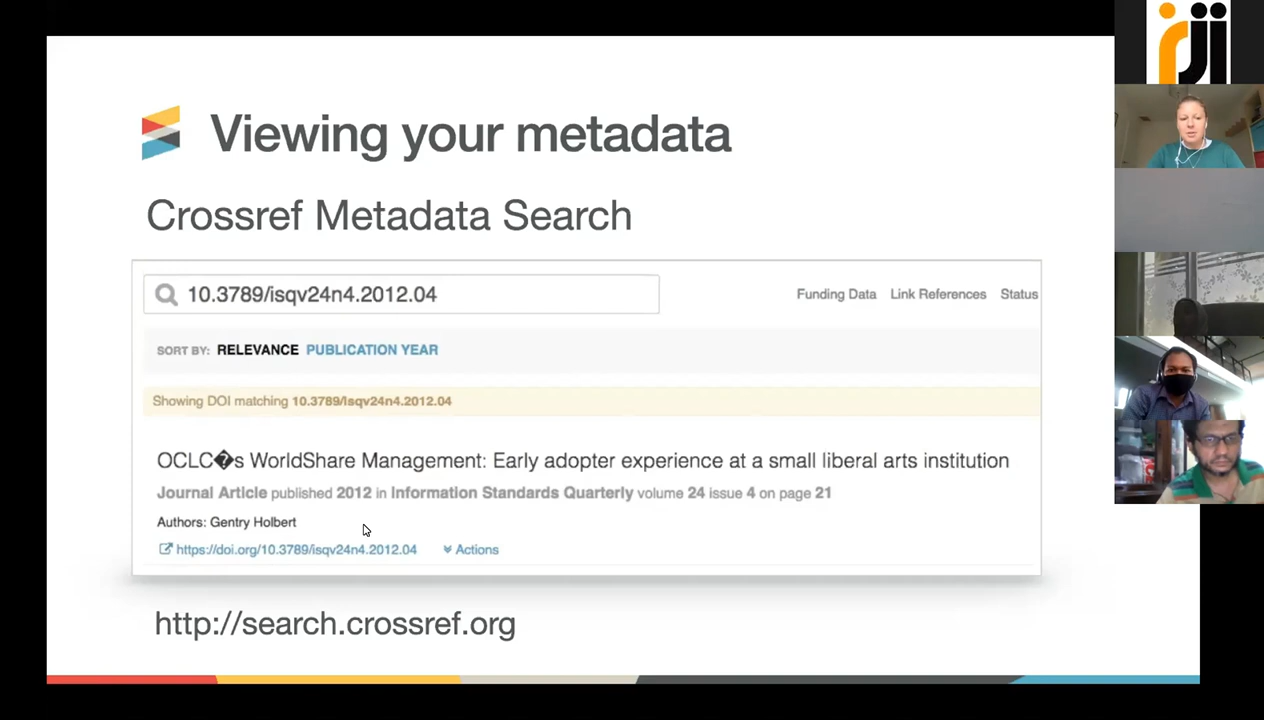 Viewing your metadata
Crossref Metadata Search
10.3789/isqv24n4.2012.04
Funding Data Link References Status
SORT BY: RELEVANCE PUBLICATION YEAR
Showing DOI matching 10.3789/isqv24n4.2012.04
OCLC�s WorldShare Management: Early adopter experience at a small liberal arts institution
Journal Article published 2012 in Information Standards Quarterly volume 24 issue 4 on page 21
Authors: Gentry Holbert
https://doi.org/10.3789/isqv24n4.2012.04 Actions
http://search.crossref.org